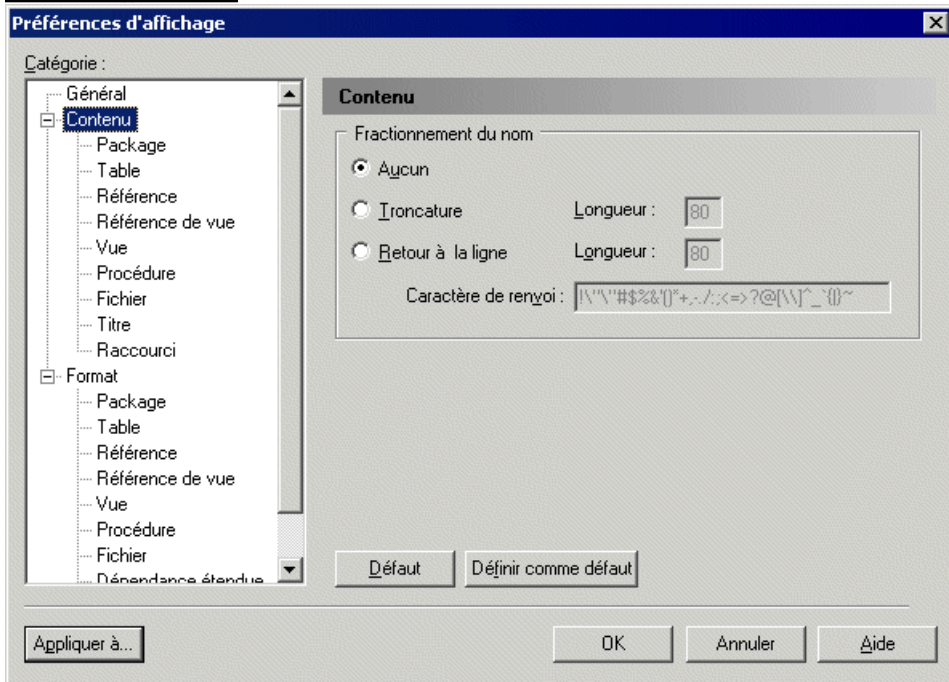 Préférences d'affichage
Catégorie :
Général
Contenu
Package
Table
Référence
Référence de vue
Vue
Procédure
Fichier
Titre
Raccourci
Format
Package
Table
Référence
Référence de vue
Vue
Procédure
Fichier
Dépendance étendue
Contenu
Fractionnement du nom
Aucun
Troncature Longueur : 80
Retour à la ligne Longueur : 80
Caractère de renvoi : !\"\"#$%&'()*+,-./:;<=>?@[\\]^_`{|}~
Défaut Définir comme défaut
Appliquer à... OK Annuler Aide